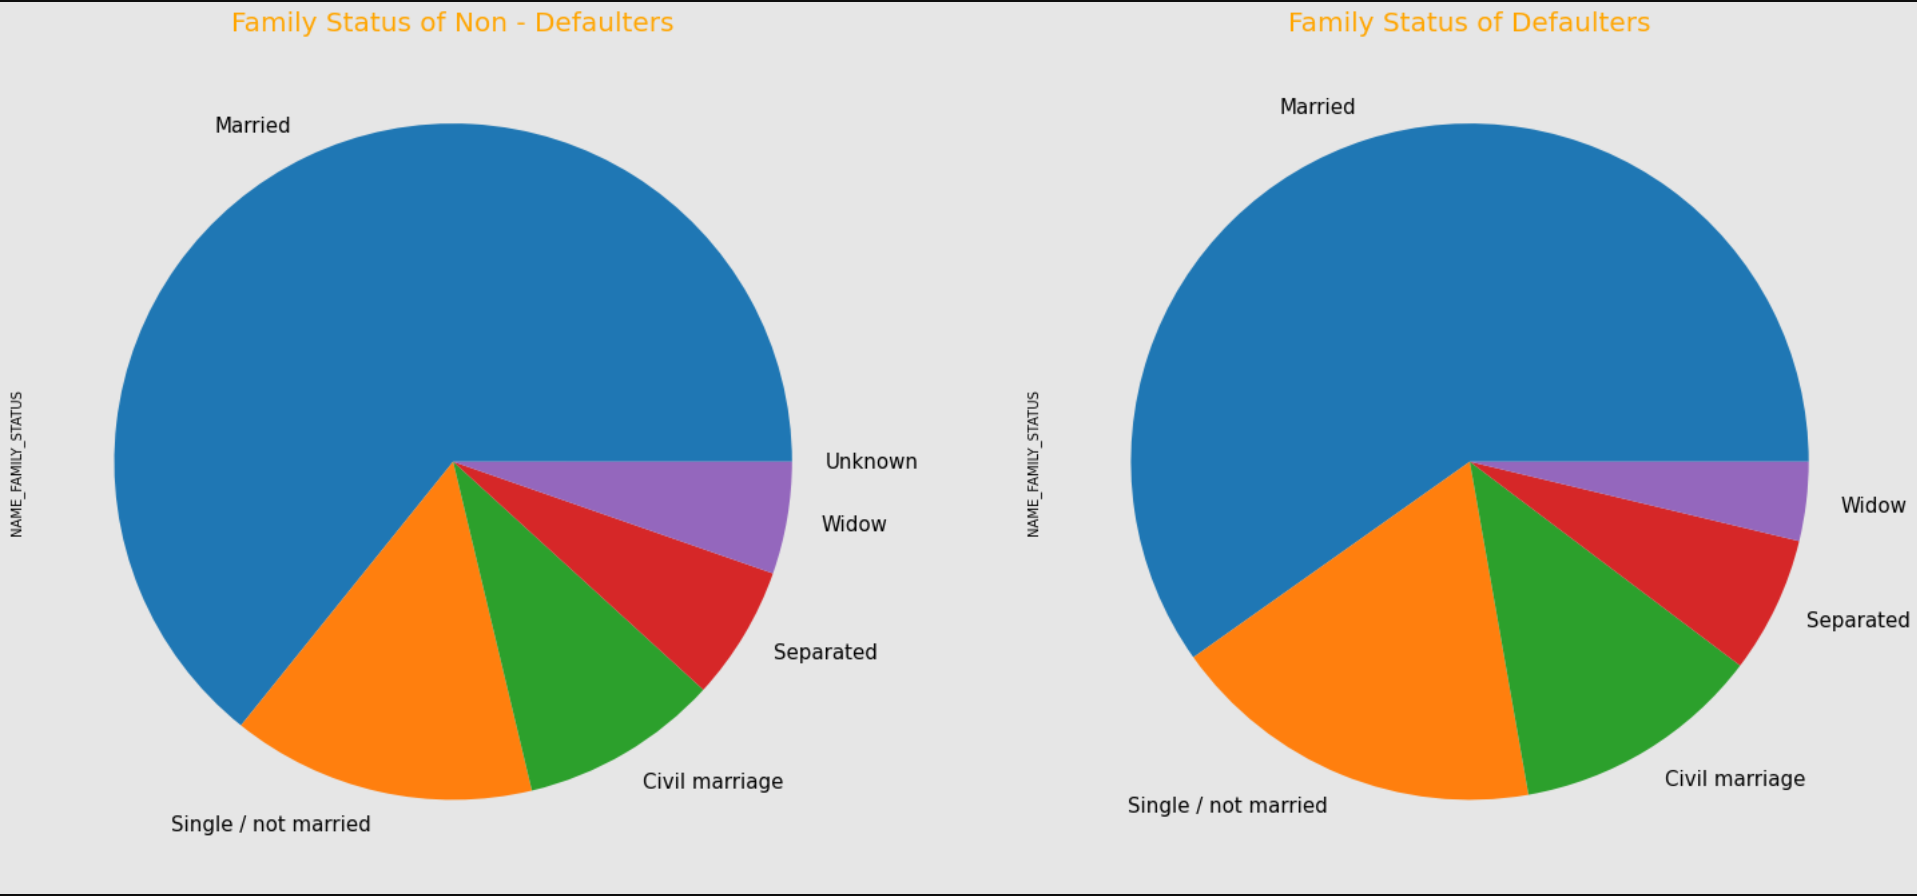 Family Status of Non - Defaulters
Married
Unknown
Widow
Separated
Civil marriage
Single / not married
NAME_FAMILY_STATUS
Family Status of Defaulters
Married
Widow
Separated
Civil marriage
Single / not married
NAME_FAMILY_STATUS